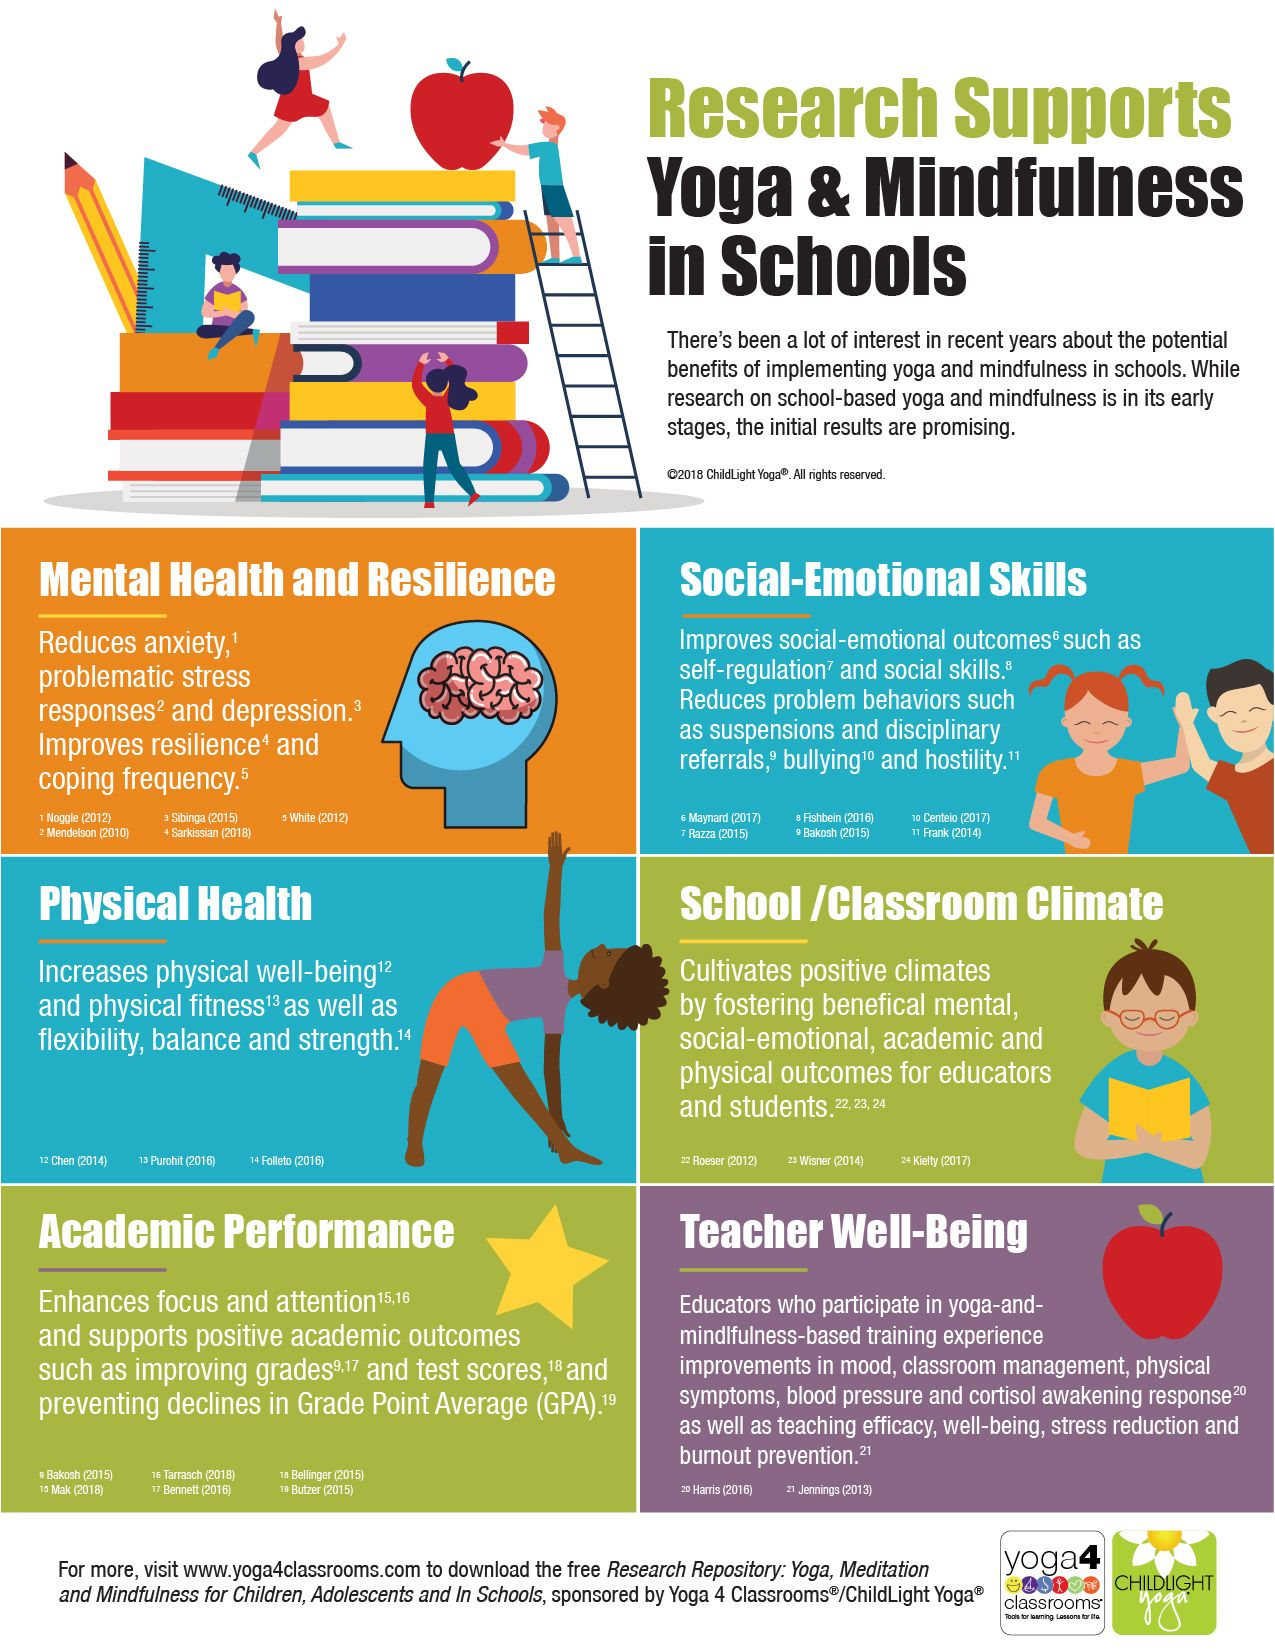 Research Supports
Yoga & Mindfulness
in Schools
There's been a lot of interest in recent years about the potential
benefits of implementing yoga and mindfulness in schools. While
research on school-based yoga and mindfulness is in its early
stages, the initial results are promising.
©2018 ChildLight Yoga®. All rights reserved.
Mental Health and Resilience
Reduces anxiety,1
problematic stress
responses2 and depression.3
Improves resilience4 and
coping frequency.5
1 Noggle (2012) 3 Sibinga (2015) 5 White (2012)
2 Mendelson (2010) 4 Sarkissian (2018)
Social-Emotional Skills
Improves social-emotional outcomes6 such as
self-regulation7 and social skills.8
Reduces problem behaviors such
as suspensions and disciplinary
referrals,9 bullying10 and hostility.11
6 Maynard (2017) 8 Fishbein (2016) 10 Centeio (2017)
7 Razza (2015) 9 Bakosh (2015) 11 Frank (2014)
Physical Health
Increases physical well-being12
and physical fitness13 as well as
flexibility, balance and strength.14
12 Chen (2014) 13 Purohit (2016) 14 Folleto (2016)
School /Classroom Climate
Cultivates positive climates
by fostering benefical mental,
social-emotional, academic and
physical outcomes for educators
and students.22, 23, 24
22 Roeser (2012) 23 Wisner (2014) 24 Kielty (2017)
Academic Performance
Enhances focus and attention15,16
and supports positive academic outcomes
such as improving grades9,17 and test scores,18 and
preventing declines in Grade Point Average (GPA).19
9 Bakosh (2015) 16 Tarrasch (2018) 18 Bellinger (2015)
15 Mak (2018) 17 Bennett (2016) 19 Butzer (2015)
Teacher Well-Being
Educators who participate in yoga-and-
mindlfulness-based training experience
improvements in mood, classroom management, physical
symptoms, blood pressure and cortisol awakening response20
as well as teaching efficacy, well-being, stress reduction and
burnout prevention.21
20 Harris (2016) 21 Jennings (2013)
For more, visit www.yoga4classrooms.com to download the free Research Repository: Yoga, Meditation
and Mindfulness for Children, Adolescents and In Schools, sponsored by Yoga 4 Classrooms®/ChildLight Yoga®
yoga4
classrooms
Tools for learning. Lessons for life.
CHILDLIGHT
yoga